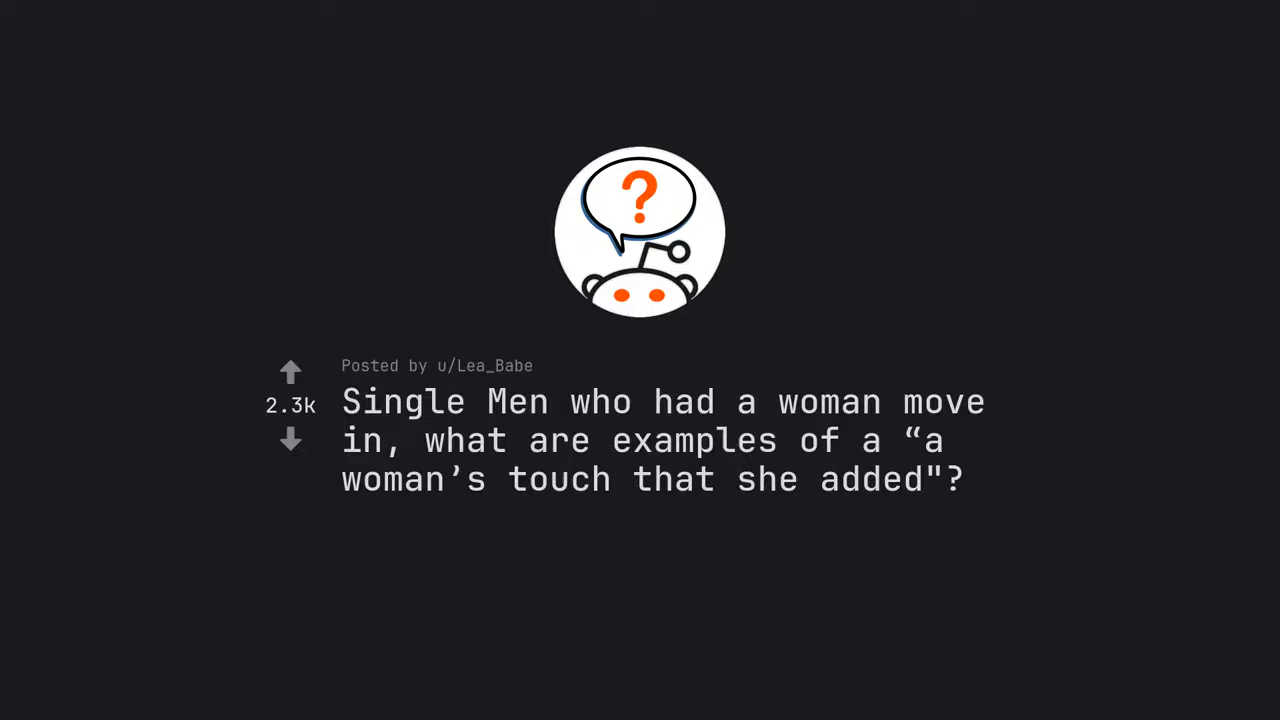 ?
Posted by u/Lea_Babe
2.3k
Single Men who had a woman move
in, what are examples of a “a
woman’s touch that she added"?